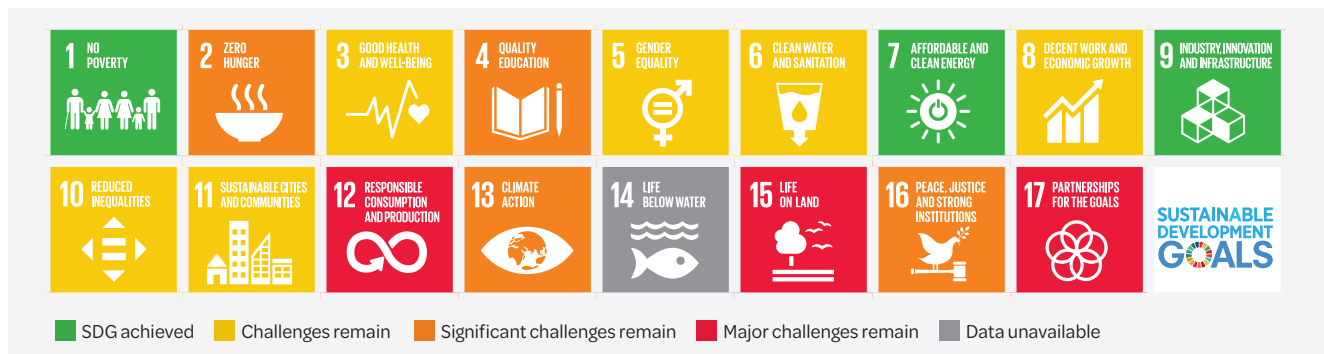 1 NO POVERTY
2 ZERO HUNGER
3 GOOD HEALTH AND WELL-BEING
4 QUALITY EDUCATION
5 GENDER EQUALITY
6 CLEAN WATER AND SANITATION
7 AFFORDABLE AND CLEAN ENERGY
8 DECENT WORK AND ECONOMIC GROWTH
9 INDUSTRY, INNOVATION AND INFRASTRUCTURE
10 REDUCED INEQUALITIES
11 SUSTAINABLE CITIES AND COMMUNITIES
12 RESPONSIBLE CONSUMPTION AND PRODUCTION
13 CLIMATE ACTION
14 LIFE BELOW WATER
15 LIFE ON LAND
16 PEACE, JUSTICE AND STRONG INSTITUTIONS
17 PARTNERSHIPS FOR THE GOALS
SUSTAINABLE
DEVELOPMENT
GOALS
SDG achieved
Challenges remain
Significant challenges remain
Major challenges remain
Data unavailable